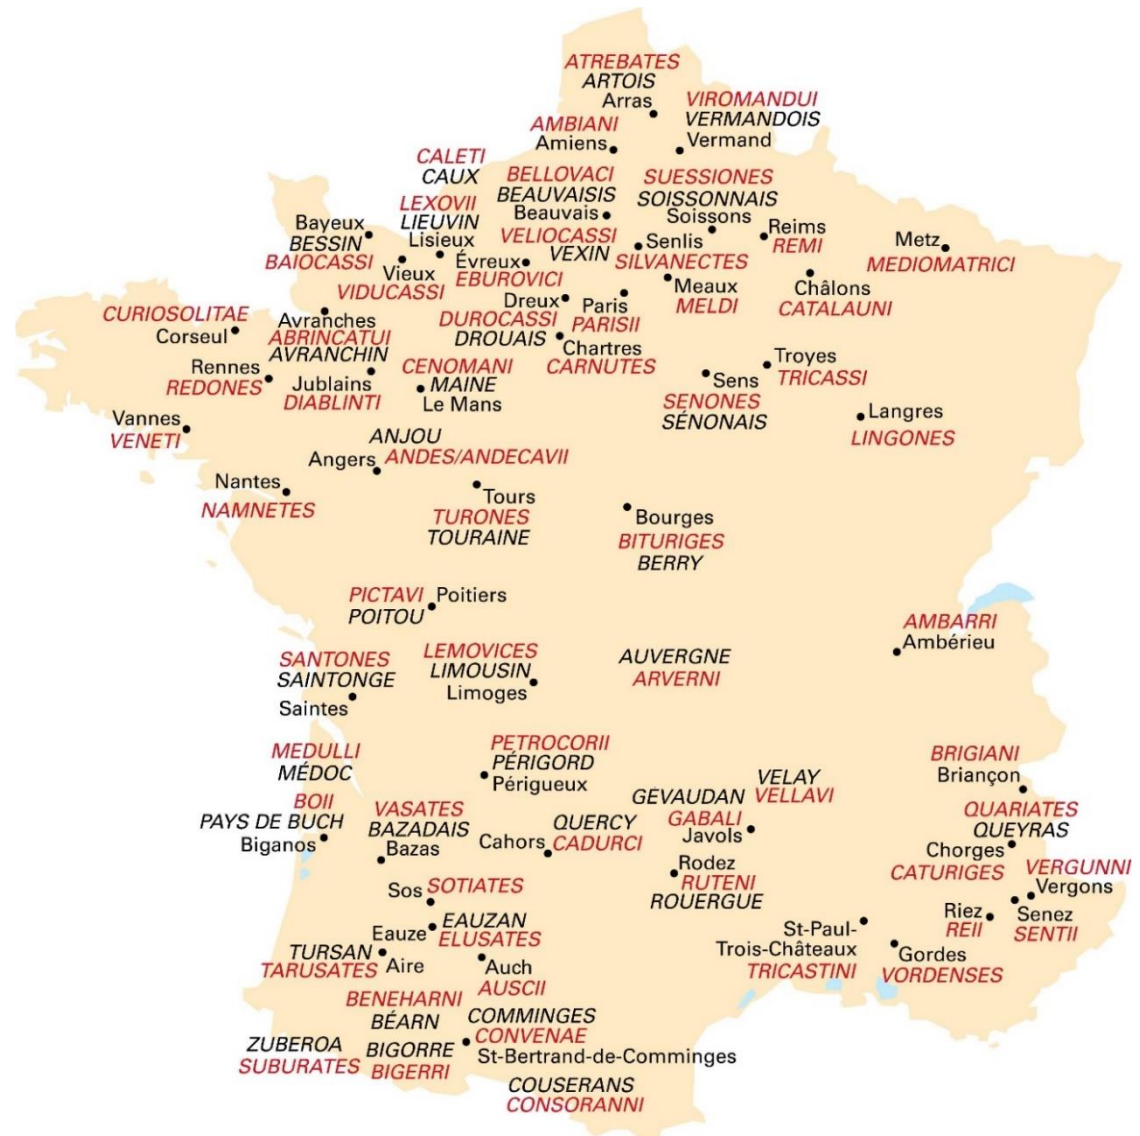 ATREBATES
ARTOIS
Arras
VIROMANDUI
VERMANDOIS
Vermand
AMBIANI
Amiens
CALETI
CAUX
BELLOVACI
BEAUVAISIS
Beauvais
SUESSIONES
SOISSONNAIS
Soissons
LEXOVII
LIEUVIN
Lisieux
Bayeux
BESSIN
BAIOCASSI
VELIOCASSI
VEXIN
Senlis
SILVANECTES
Reims
REMI
Metz
MEDIOMATRICI
Vieux
VIDUCASSI
Évreux
EBUROVICI
Meaux
MELDI
Châlons
CATALAUNI
Dreux
DUROCASSI
DROUAIS
Paris
PARISII
CURIOSOLITAE
Corseul
Avranches
ABRINCATUI
AVRANCHIN
Chartres
CARNUTES
Rennes
REDONES
Jublains
DIABLINTI
CENOMANI
MAINE
Le Mans
Sens
SENONES
SÉNONAIS
Troyes
TRICASSI
Langres
LINGONES
Vannes
VENETI
ANJOU
Angers
ANDES/ANDECAVII
Nantes
NAMNETES
Tours
TURONES
TOURAINE
Bourges
BITURIGES
BERRY
PICTAVI
POITOU
Poitiers
AMBARRI
Ambérieu
SANTONES
SAINTONGE
Saintes
LEMOVICES
LIMOUSIN
Limoges
AUVERGNE
ARVERNI
MEDULLI
MÉDOC
PETROCORII
PÉRIGORD
Périgueux
BRIGIANI
Briançon
BOII
PAYS DE BUCH
Biganos
VASATES
BAZADAIS
Bazas
QUERCY
Cahors
CADURCI
GÉVAUDAN
GABALI
Javols
VELAY
VELLAVI
QUARIATES
QUEYRAS
Chorges
CATURIGES
VERGUNNI
Vergons
Sos
SOTIATES
Rodez
RUTENI
ROUERGUE
Riez
REII
Senez
SENTII
Eauze
EAUZAN
ELUSATES
St-Paul-
Trois-Châteaux
TRICASTINI
Gordes
VORDENSES
TURSAN
TARUSATES
Aire
Auch
AUSCII
BENEHARNI
BÉARN
COMMINGES
CONVENAE
St-Bertrand-de-Comminges
ZUBEROA
SUBURATES
BIGORRE
BIGERRI
COUSERANS
CONSORANNI